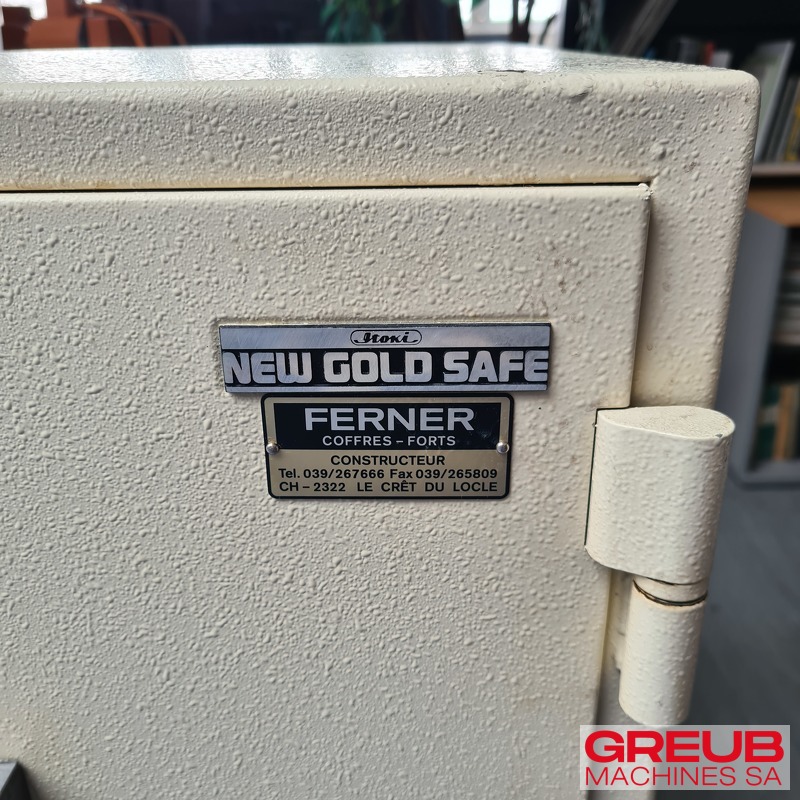 Itoki
NEW GOLD SAFE
FERNER
COFFRES-FORTS
CONSTRUCTEUR
Tel. 039/267666 Fax 039/265809
CH-2322 LE CRÊT DU LOCLE
GREUB
MACHINES SA